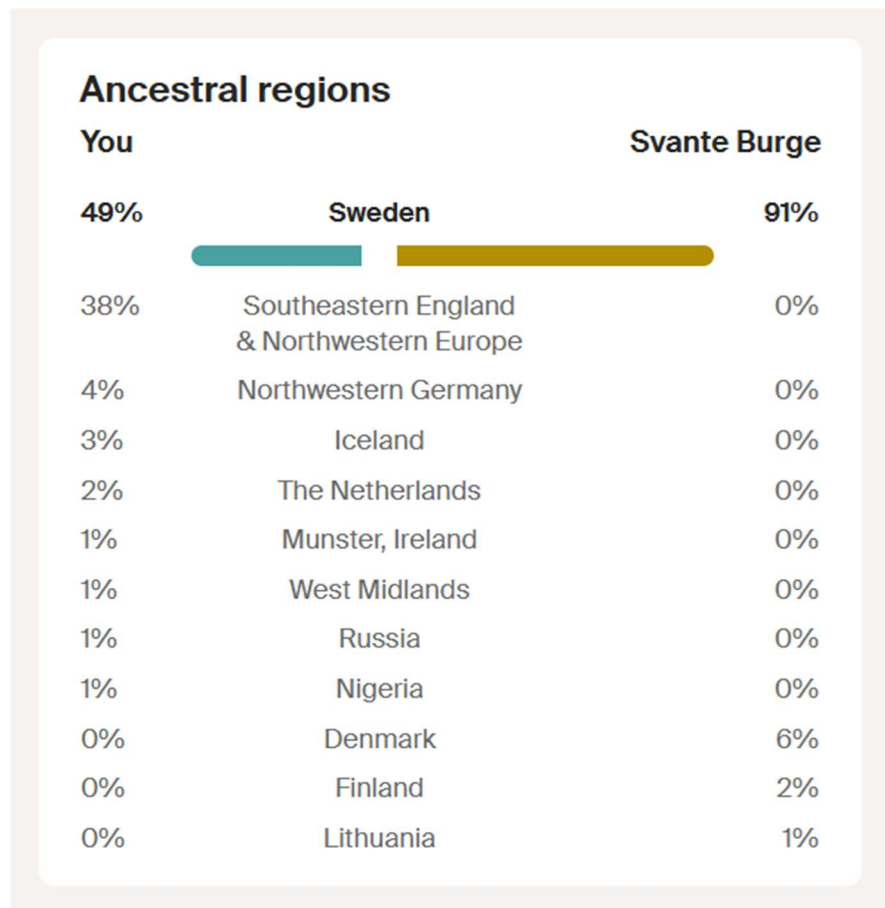 Ancestral regions
You Svante Burge
49% Sweden 91%
38% Southeastern England 0%
& Northwestern Europe
4% Northwestern Germany 0%
3% Iceland 0%
2% The Netherlands 0%
1% Munster, Ireland 0%
1% West Midlands 0%
1% Russia 0%
1% Nigeria 0%
0% Denmark 6%
0% Finland 2%
0% Lithuania 1%